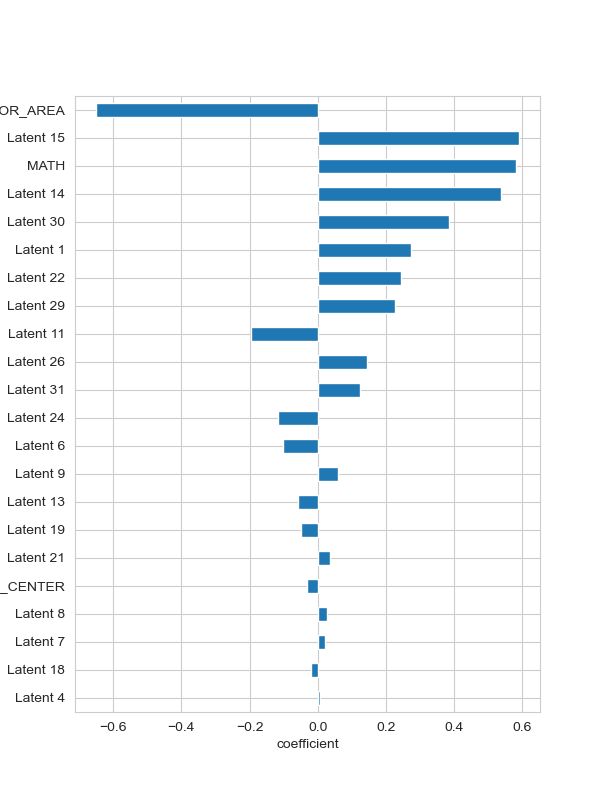 OR_AREA
Latent 15
MATH
Latent 14
Latent 30
Latent 1
Latent 22
Latent 29
Latent 11
Latent 26
Latent 31
Latent 24
Latent 6
Latent 9
Latent 13
Latent 19
Latent 21
_CENTER
Latent 8
Latent 7
Latent 18
Latent 4
−0.6 −0.4 −0.2 0.0 0.2 0.4 0.6
coefficient